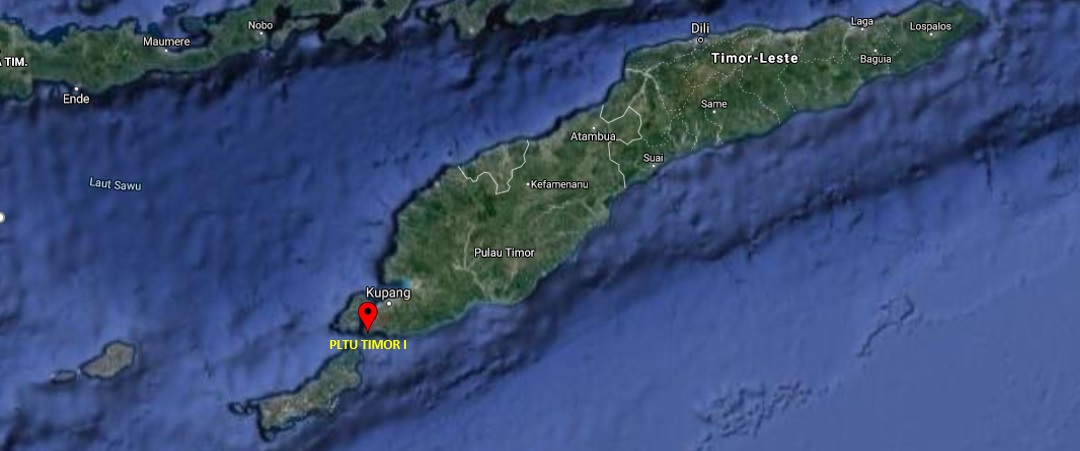 Nobo
Maumere
A TIM.
Ende
Dili
Laga
Lospalos
Timor-Leste
Baguia
Same
Atambua
Suai
Laut Sawu
Kefamenanu
Pulau Timor
Kupang
PLTU TIMOR I